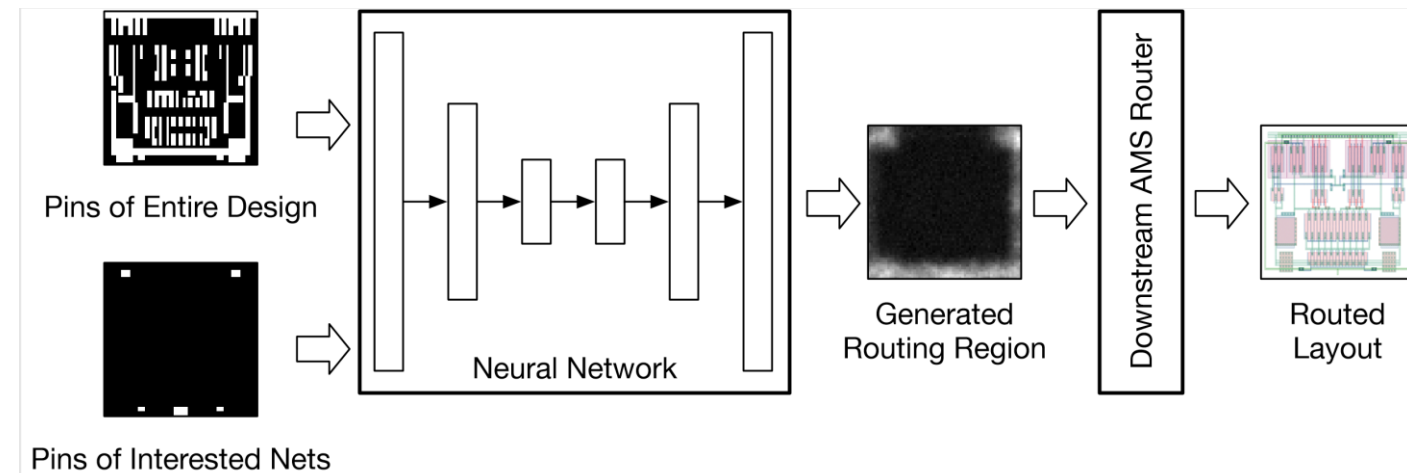 Pins of Entire Design
Pins of Interested Nets
Neural Network
Generated
Routing Region
Downstream AMS Router
Routed
Layout